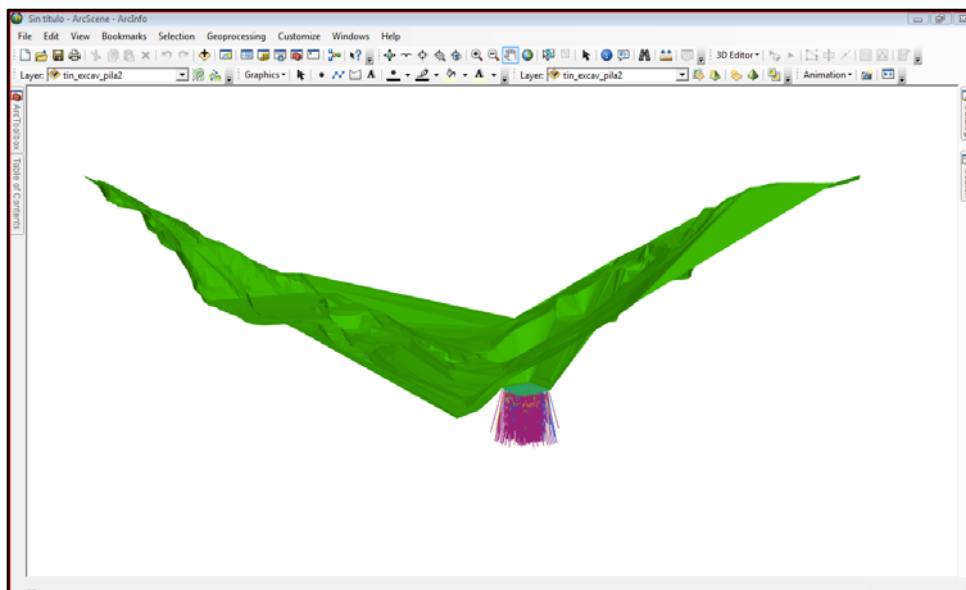 Sin título - ArcScene - ArcInfo
File Edit View Bookmarks Selection Geoprocessing Customize Windows Help
3D Editor
Layer: tin_excav_pila2 Graphics A A Layer: tin_excav_pila2 Animation
ArcToolbox
Table of Contents